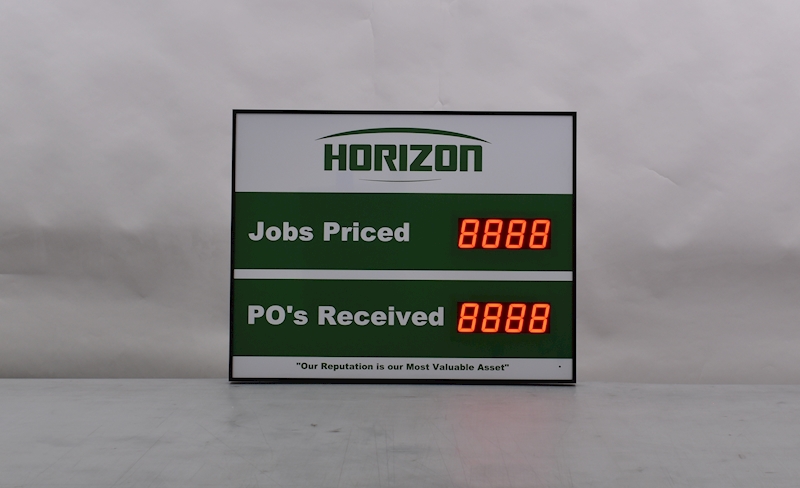 HORIZON
Jobs Priced 8888
PO's Received 8888
"Our Reputation is our Most Valuable Asset"